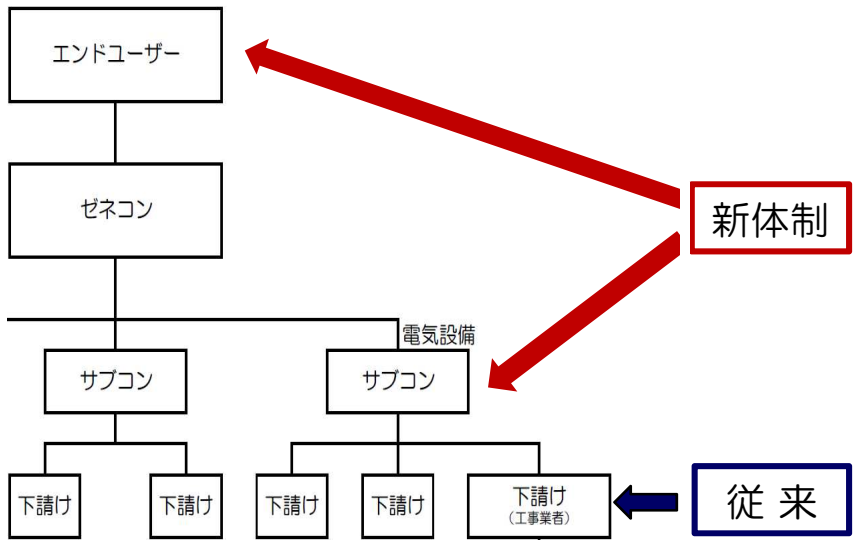 エンドユーザー
ゼネコン
新体制
電気設備
サブコン
サブコン
下請け
下請け
下請け
下請け
下請け
(工事業者)
従 来